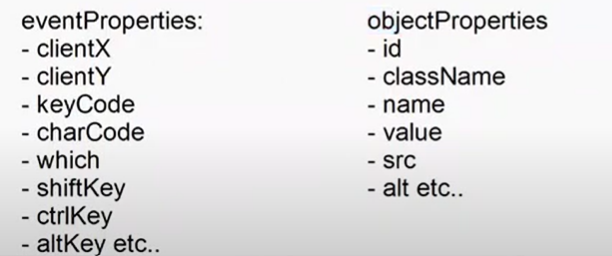 eventProperties:
- clientX
- clientY
- keyCode
- charCode
- which
- shiftKey
- ctrlKey
- altKey etc..
objectProperties
- id
- className
- name
- value
- src
- alt etc..